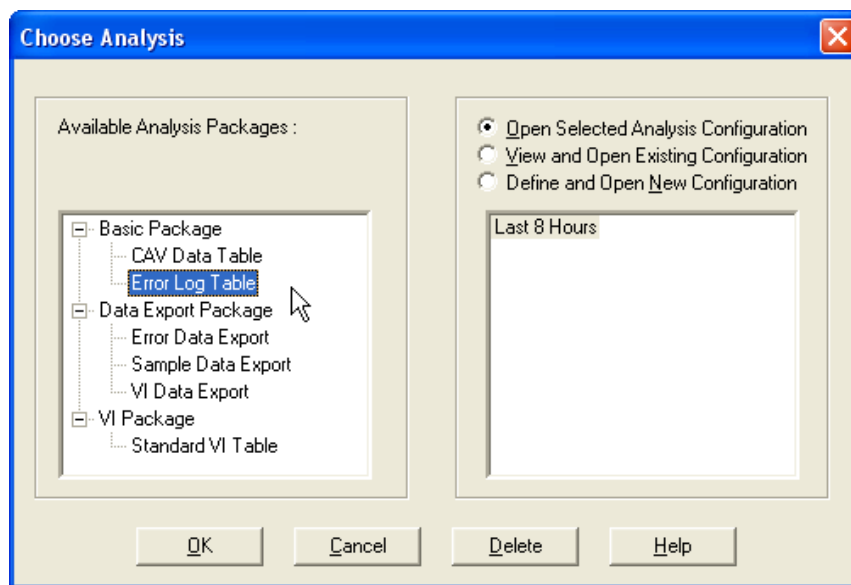 Choose Analysis
Available Analysis Packages :
Basic Package
CAV Data Table
Error Log Table
Data Export Package
Error Data Export
Sample Data Export
VI Data Export
VI Package
Standard VI Table
Open Selected Analysis Configuration
View and Open Existing Configuration
Define and Open New Configuration
Last 8 Hours
OK
Cancel
Delete
Help